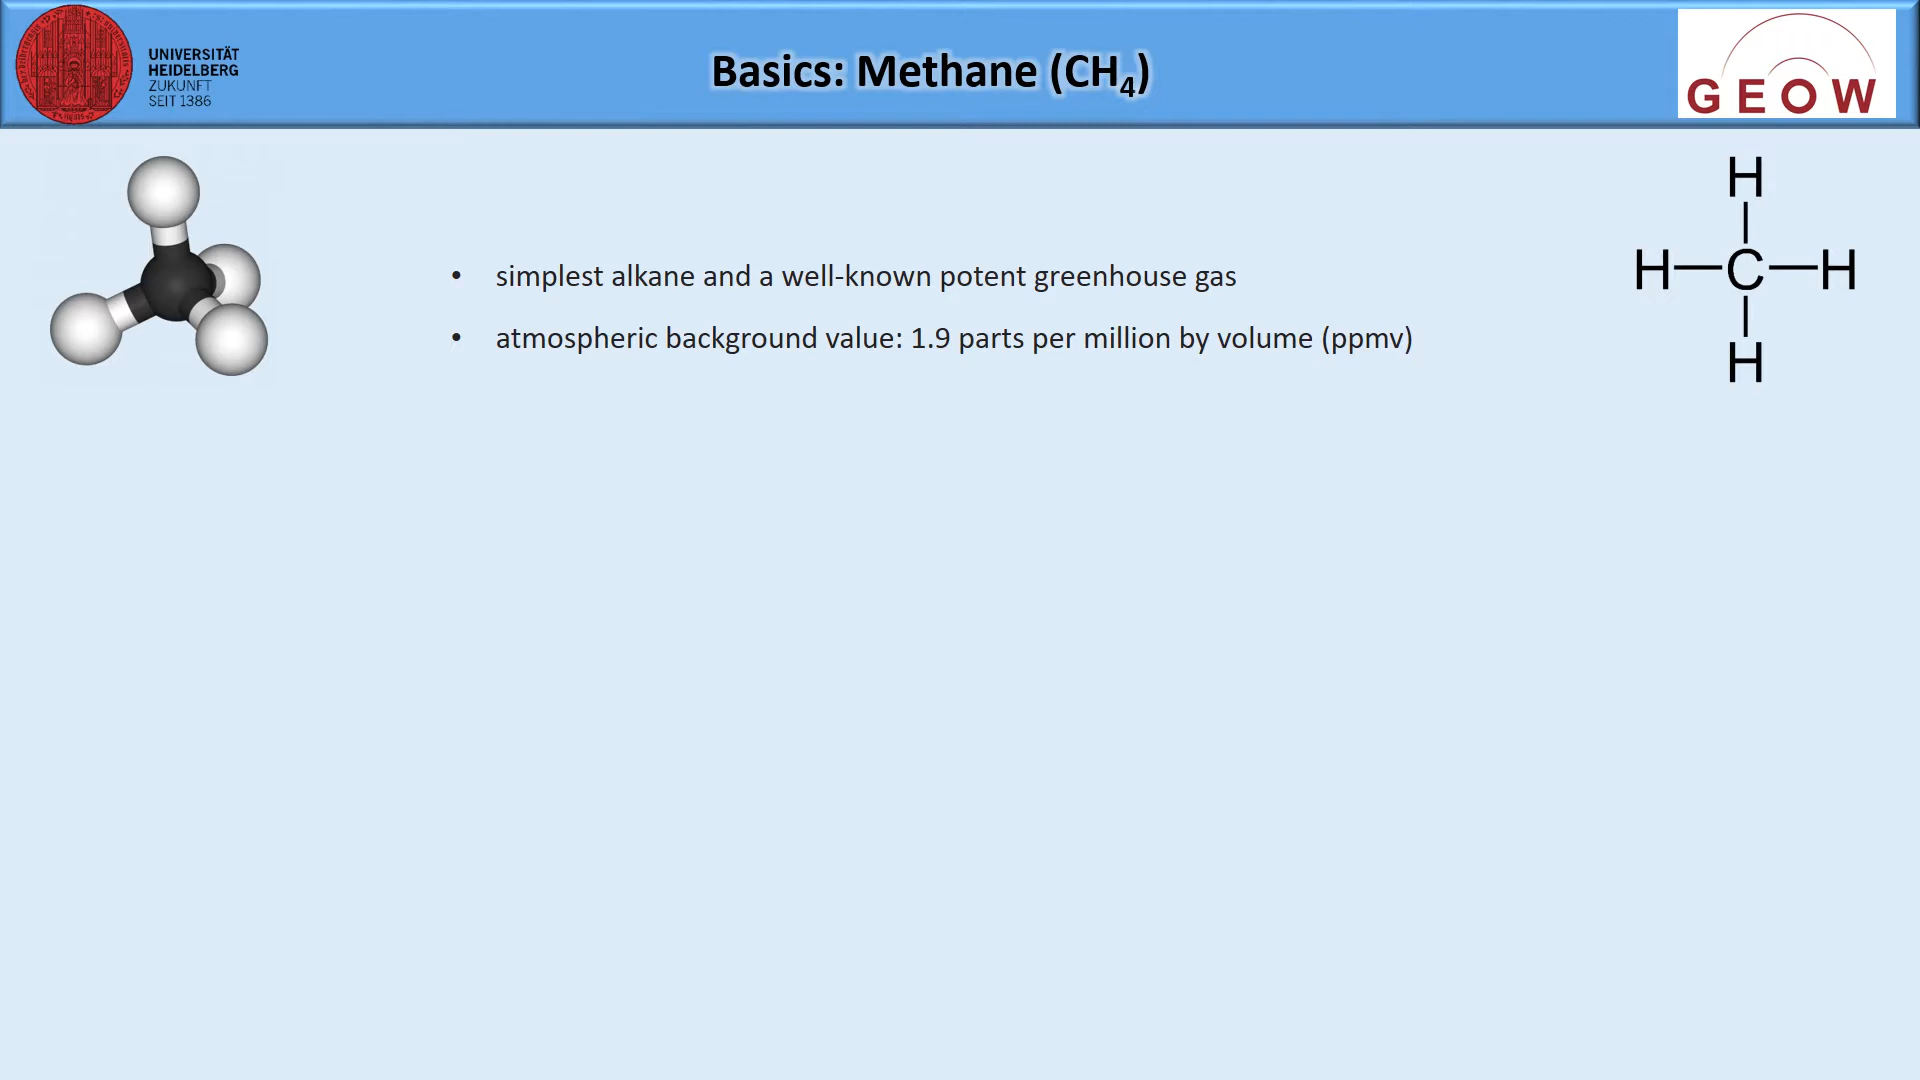 UNIVERSITÄT
HEIDELBERG
ZUKUNFT
SEIT 1386
Basics: Methane (CH₄)
GEOW
• simplest alkane and a well-known potent greenhouse gas
• atmospheric background value: 1.9 parts per million by volume (ppmv)
H
H C H
H